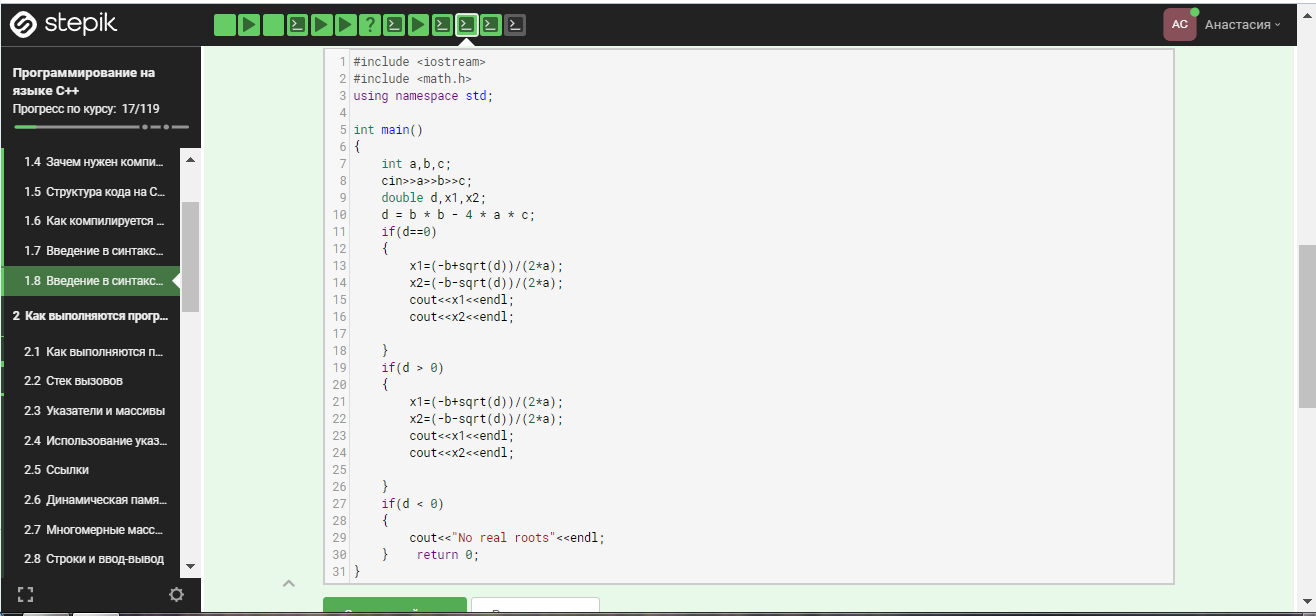 stepik
?
AC
Анастасия
Программирование на
языке C++
Прогресс по курсу: 17/119
1.4 Зачем нужен компи...
1.5 Структура кода на C...
1.6 Как компилируется ...
1.7 Введение в синтакс...
1.8 Введение в синтакс...
2 Как выполняются прогр...
2.1 Как выполняются п...
2.2 Стек вызовов
2.3 Указатели и массивы
2.4 Использование указ...
2.5 Ссылки
2.6 Динамическая памя...
2.7 Многомерные масс...
2.8 Строки и ввод-вывод
1 #include <iostream>
2 #include <math.h>
3 using namespace std;
4
5 int main()
6 {
7     int a,b,c;
8     cin>>a>>b>>c;
9     double d,x1,x2;
10     d = b * b - 4 * a * c;
11     if(d==0)
12     {
13         x1=(-b+sqrt(d))/(2*a);
14         x2=(-b-sqrt(d))/(2*a);
15         cout<<x1<<endl;
16         cout<<x2<<endl;
17
18     }
19     if(d > 0)
20     {
21         x1=(-b+sqrt(d))/(2*a);
22         x2=(-b-sqrt(d))/(2*a);
23         cout<<x1<<endl;
24         cout<<x2<<endl;
25
26     }
27     if(d < 0)
28     {
29         cout<<"No real roots"<<endl;
30     }    return 0;
31 }